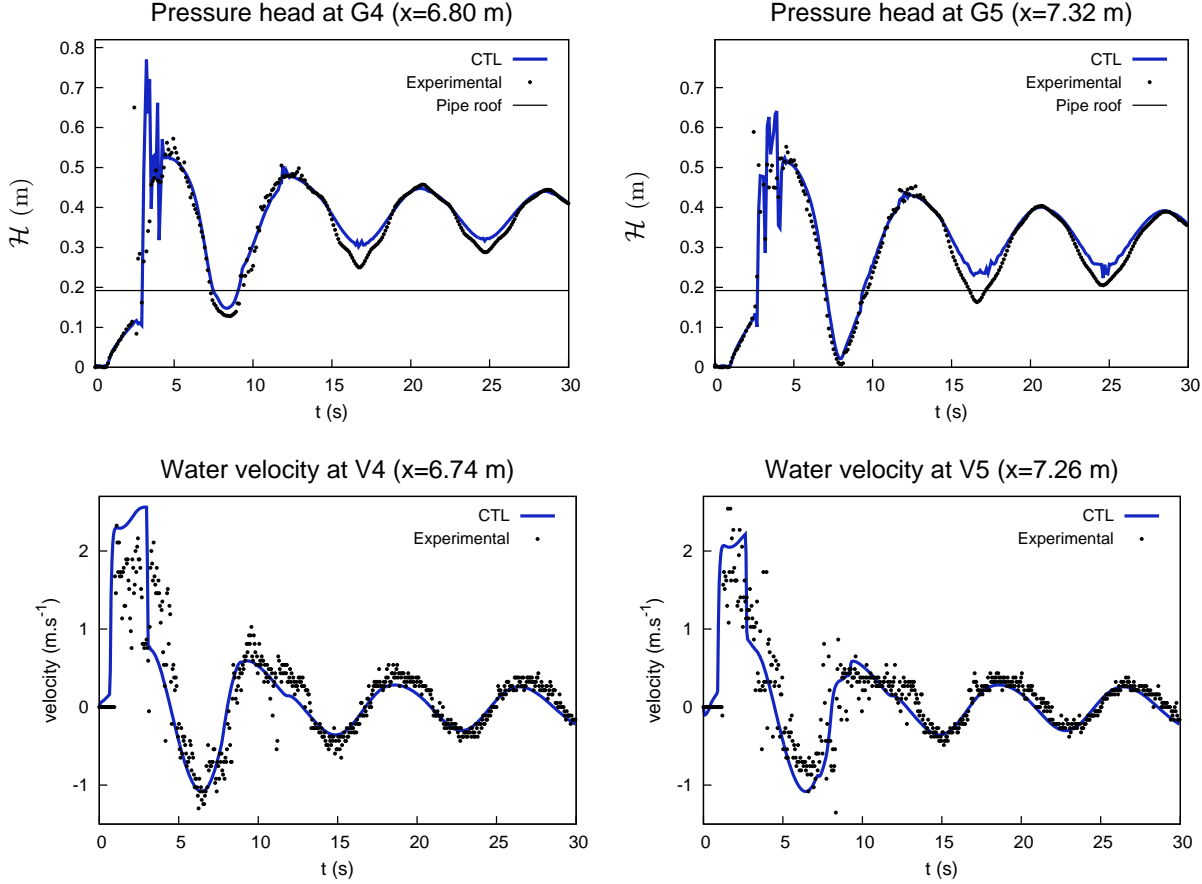 Pressure head at G4 (x=6.80 m)
CTL
Experimental
Pipe roof
0.8
0.7
0.6
0.5
0.4
0.3
0.2
0.1
0
ℋ (m)
0 5 10 15 20 25 30
t (s)
Pressure head at G5 (x=7.32 m)
CTL
Experimental
Pipe roof
0.7
0.6
0.5
0.4
0.3
0.2
0.1
0
ℋ (m)
0 5 10 15 20 25 30
t (s)
Water velocity at V4 (x=6.74 m)
CTL
Experimental
2
1
0
-1
velocity (m.s⁻¹)
0 5 10 15 20 25 30
t (s)
Water velocity at V5 (x=7.26 m)
CTL
Experimental
2
1
0
-1
velocity (m.s⁻¹)
0 5 10 15 20 25 30
t (s)